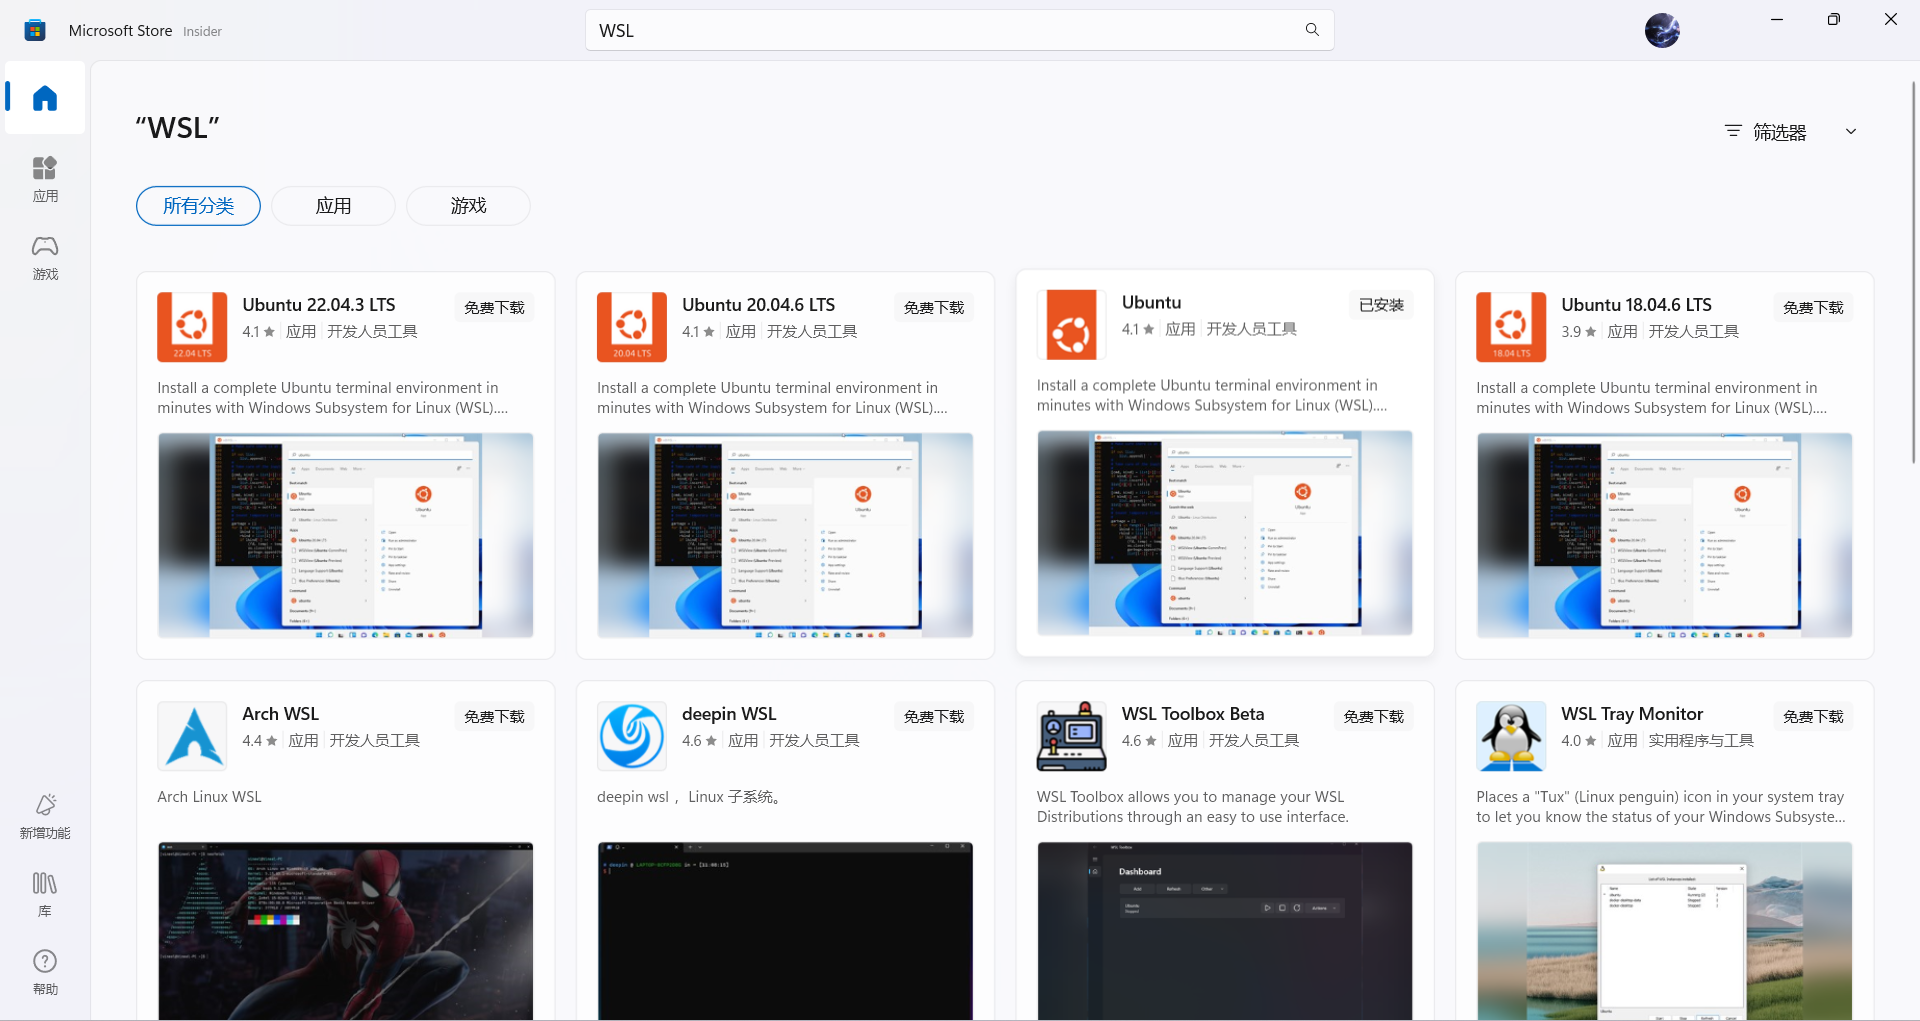 Microsoft Store Insider
WSL
应用
游戏
新增功能
库
帮助
“WSL”
筛选器
所有分类
应用
游戏
Ubuntu 22.04.3 LTS
免费下载
4.1 ★ 应用 开发人员工具
22.04 LTS
Install a complete Ubuntu terminal environment in
minutes with Windows Subsystem for Linux (WSL)....
Ubuntu 20.04.6 LTS
免费下载
4.1 ★ 应用 开发人员工具
20.04 LTS
Install a complete Ubuntu terminal environment in
minutes with Windows Subsystem for Linux (WSL)....
Ubuntu
已安装
4.1 ★ 应用 开发人员工具
Install a complete Ubuntu terminal environment in
minutes with Windows Subsystem for Linux (WSL)....
Ubuntu 18.04.6 LTS
免费下载
3.9 ★ 应用 开发人员工具
18.04 LTS
Install a complete Ubuntu terminal environment in
minutes with Windows Subsystem for Linux (WSL)....
Arch WSL
免费下载
4.4 ★ 应用 开发人员工具
Arch Linux WSL
deepin WSL
免费下载
4.6 ★ 应用 开发人员工具
deepin wsl ，Linux 子系统。
WSL Toolbox Beta
免费下载
4.6 ★ 应用 开发人员工具
WSL Toolbox allows you to manage your WSL
Distributions through an easy to use interface.
Dashboard
WSL Tray Monitor
免费下载
4.0 ★ 应用 实用程序与工具
Places a "Tux" (Linux penguin) icon in your system tray
to let you know the status of your Windows Subsyste...